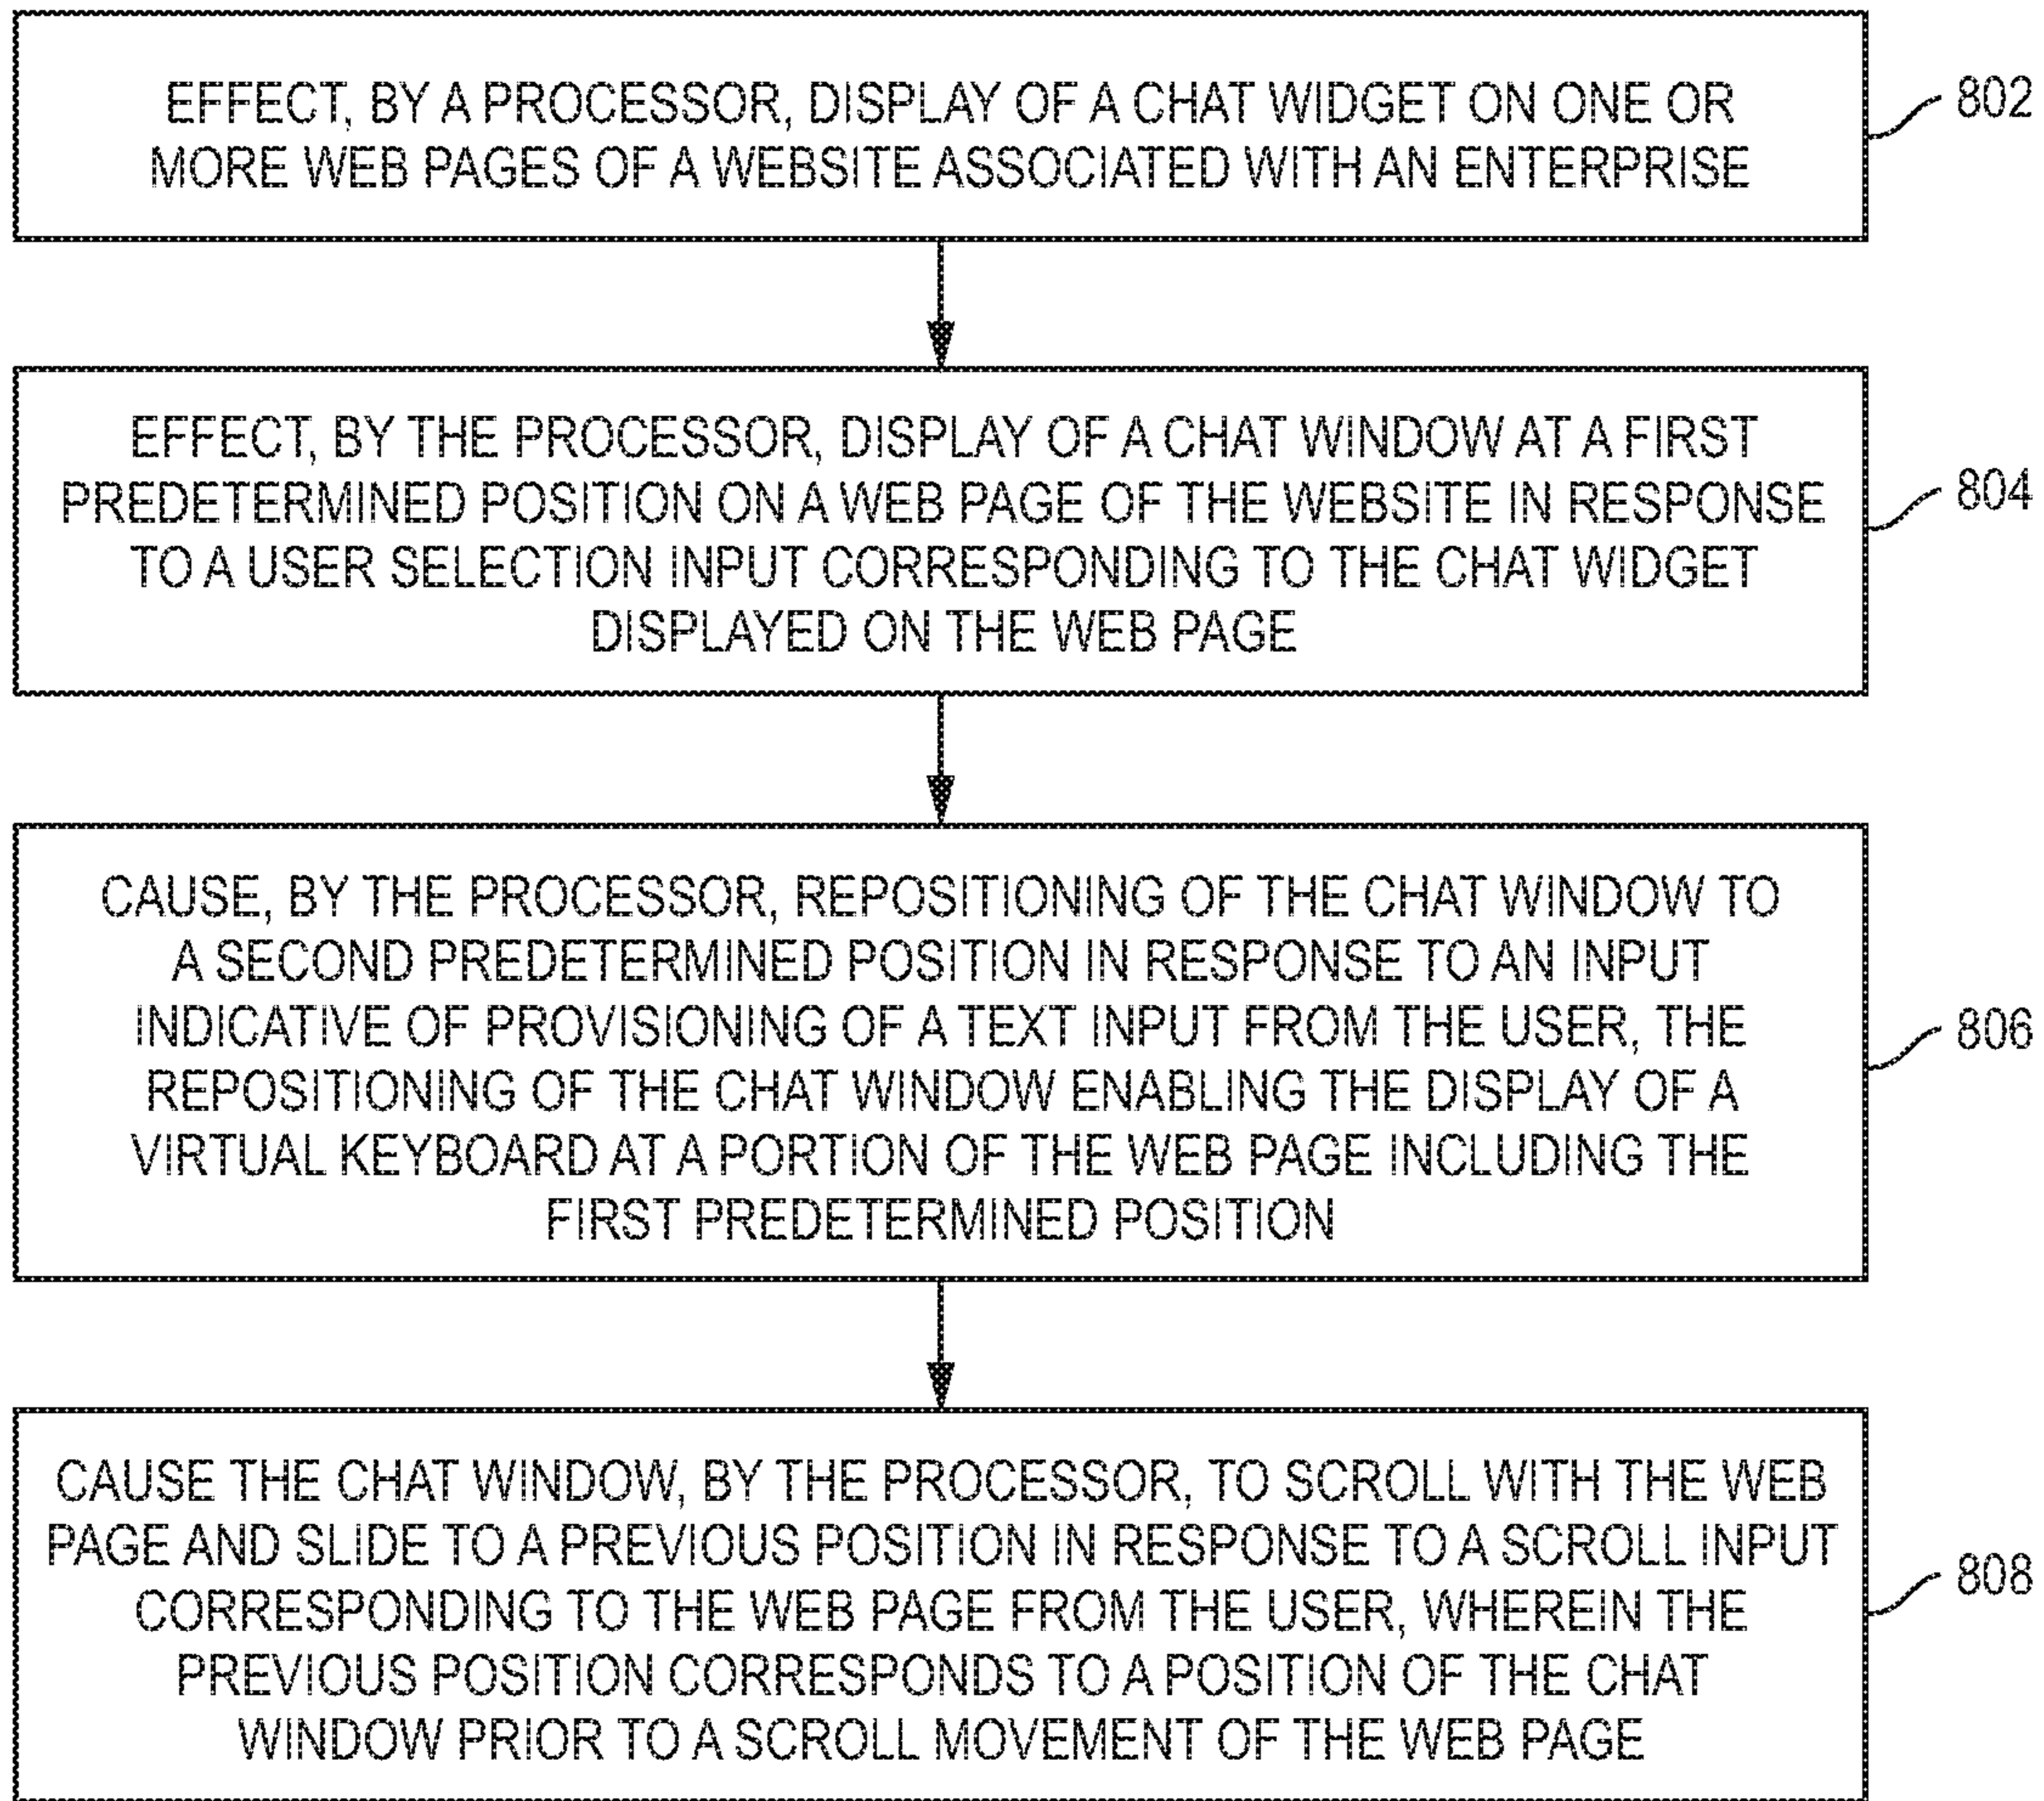 EFFECT, BY A PROCESSOR, DISPLAY OF A CHAT WIDGET ON ONE OR
MORE WEB PAGES OF A WEBSITE ASSOCIATED WITH AN ENTERPRISE
802
EFFECT, BY THE PROCESSOR, DISPLAY OF A CHAT WINDOW AT A FIRST
PREDETERMINED POSITION ON A WEB PAGE OF THE WEBSITE IN RESPONSE
TO A USER SELECTION INPUT CORRESPONDING TO THE CHAT WIDGET
DISPLAYED ON THE WEB PAGE
804
CAUSE, BY THE PROCESSOR, REPOSITIONING OF THE CHAT WINDOW TO
A SECOND PREDETERMINED POSITION IN RESPONSE TO AN INPUT
INDICATIVE OF PROVISIONING OF A TEXT INPUT FROM THE USER, THE
REPOSITIONING OF THE CHAT WINDOW ENABLING THE DISPLAY OF A
VIRTUAL KEYBOARD AT A PORTION OF THE WEB PAGE INCLUDING THE
FIRST PREDETERMINED POSITION
806
CAUSE THE CHAT WINDOW, BY THE PROCESSOR, TO SCROLL WITH THE WEB
PAGE AND SLIDE TO A PREVIOUS POSITION IN RESPONSE TO A SCROLL INPUT
CORRESPONDING TO THE WEB PAGE FROM THE USER, WHEREIN THE
PREVIOUS POSITION CORRESPONDS TO A POSITION OF THE CHAT
WINDOW PRIOR TO A SCROLL MOVEMENT OF THE WEB PAGE
808